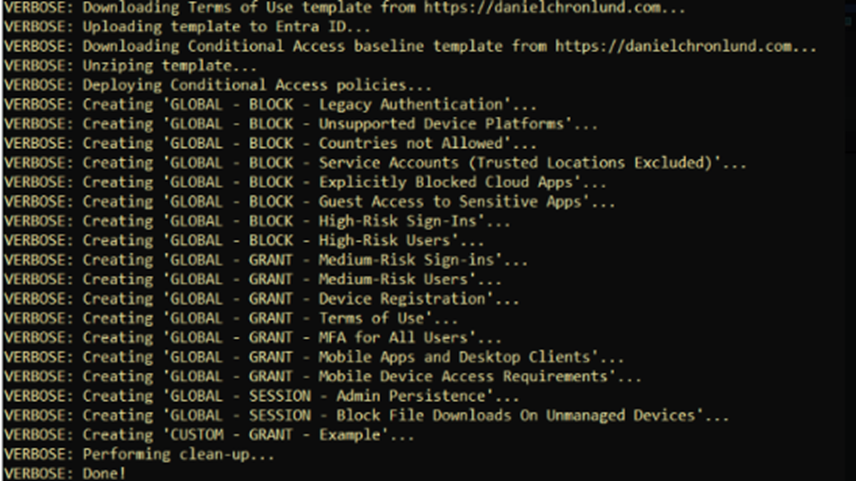 VERBOSE: Downloading Terms of Use template from https://danielchronlund.com...
VERBOSE: Uploading template to Entra ID...
VERBOSE: Downloading Conditional Access baseline template from https://danielchronlund.com...
VERBOSE: Unziping template...
VERBOSE: Deploying Conditional Access policies...
VERBOSE: Creating 'GLOBAL - BLOCK - Legacy Authentication'...
VERBOSE: Creating 'GLOBAL - BLOCK - Unsupported Device Platforms'...
VERBOSE: Creating 'GLOBAL - BLOCK - Countries not Allowed'...
VERBOSE: Creating 'GLOBAL - BLOCK - Service Accounts (Trusted Locations Excluded)'...
VERBOSE: Creating 'GLOBAL - BLOCK - Explicitly Blocked Cloud Apps'...
VERBOSE: Creating 'GLOBAL - BLOCK - Guest Access to Sensitive Apps'...
VERBOSE: Creating 'GLOBAL - BLOCK - High-Risk Sign-Ins'...
VERBOSE: Creating 'GLOBAL - BLOCK - High-Risk Users'...
VERBOSE: Creating 'GLOBAL - GRANT - Medium-Risk Sign-ins'...
VERBOSE: Creating 'GLOBAL - GRANT - Medium-Risk Users'...
VERBOSE: Creating 'GLOBAL - GRANT - Device Registration'...
VERBOSE: Creating 'GLOBAL - GRANT - Terms of Use'...
VERBOSE: Creating 'GLOBAL - GRANT - MFA for All Users'...
VERBOSE: Creating 'GLOBAL - GRANT - Mobile Apps and Desktop Clients'...
VERBOSE: Creating 'GLOBAL - GRANT - Mobile Device Access Requirements'...
VERBOSE: Creating 'GLOBAL - SESSION - Admin Persistence'...
VERBOSE: Creating 'GLOBAL - SESSION - Block File Downloads On Unmanaged Devices'...
VERBOSE: Creating 'CUSTOM - GRANT - Example'...
VERBOSE: Performing clean-up...
VERBOSE: Done!